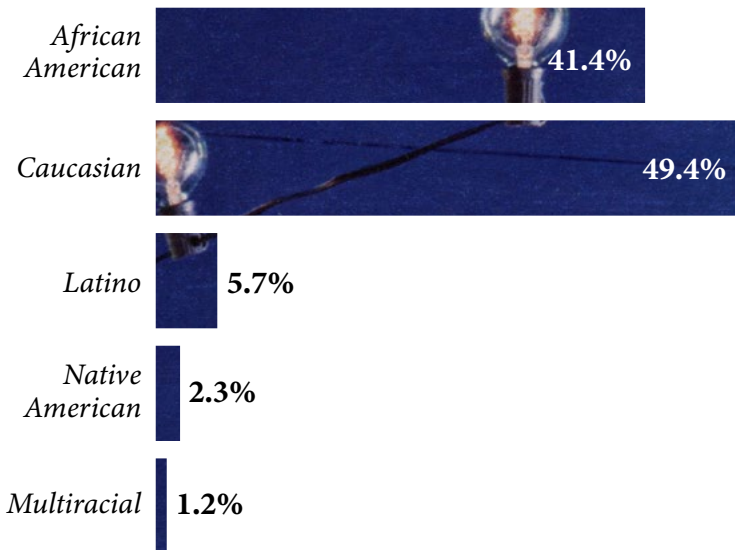 African
American
41.4%
Caucasian
49.4%
Latino
5.7%
Native
American
2.3%
Multiracial
1.2%